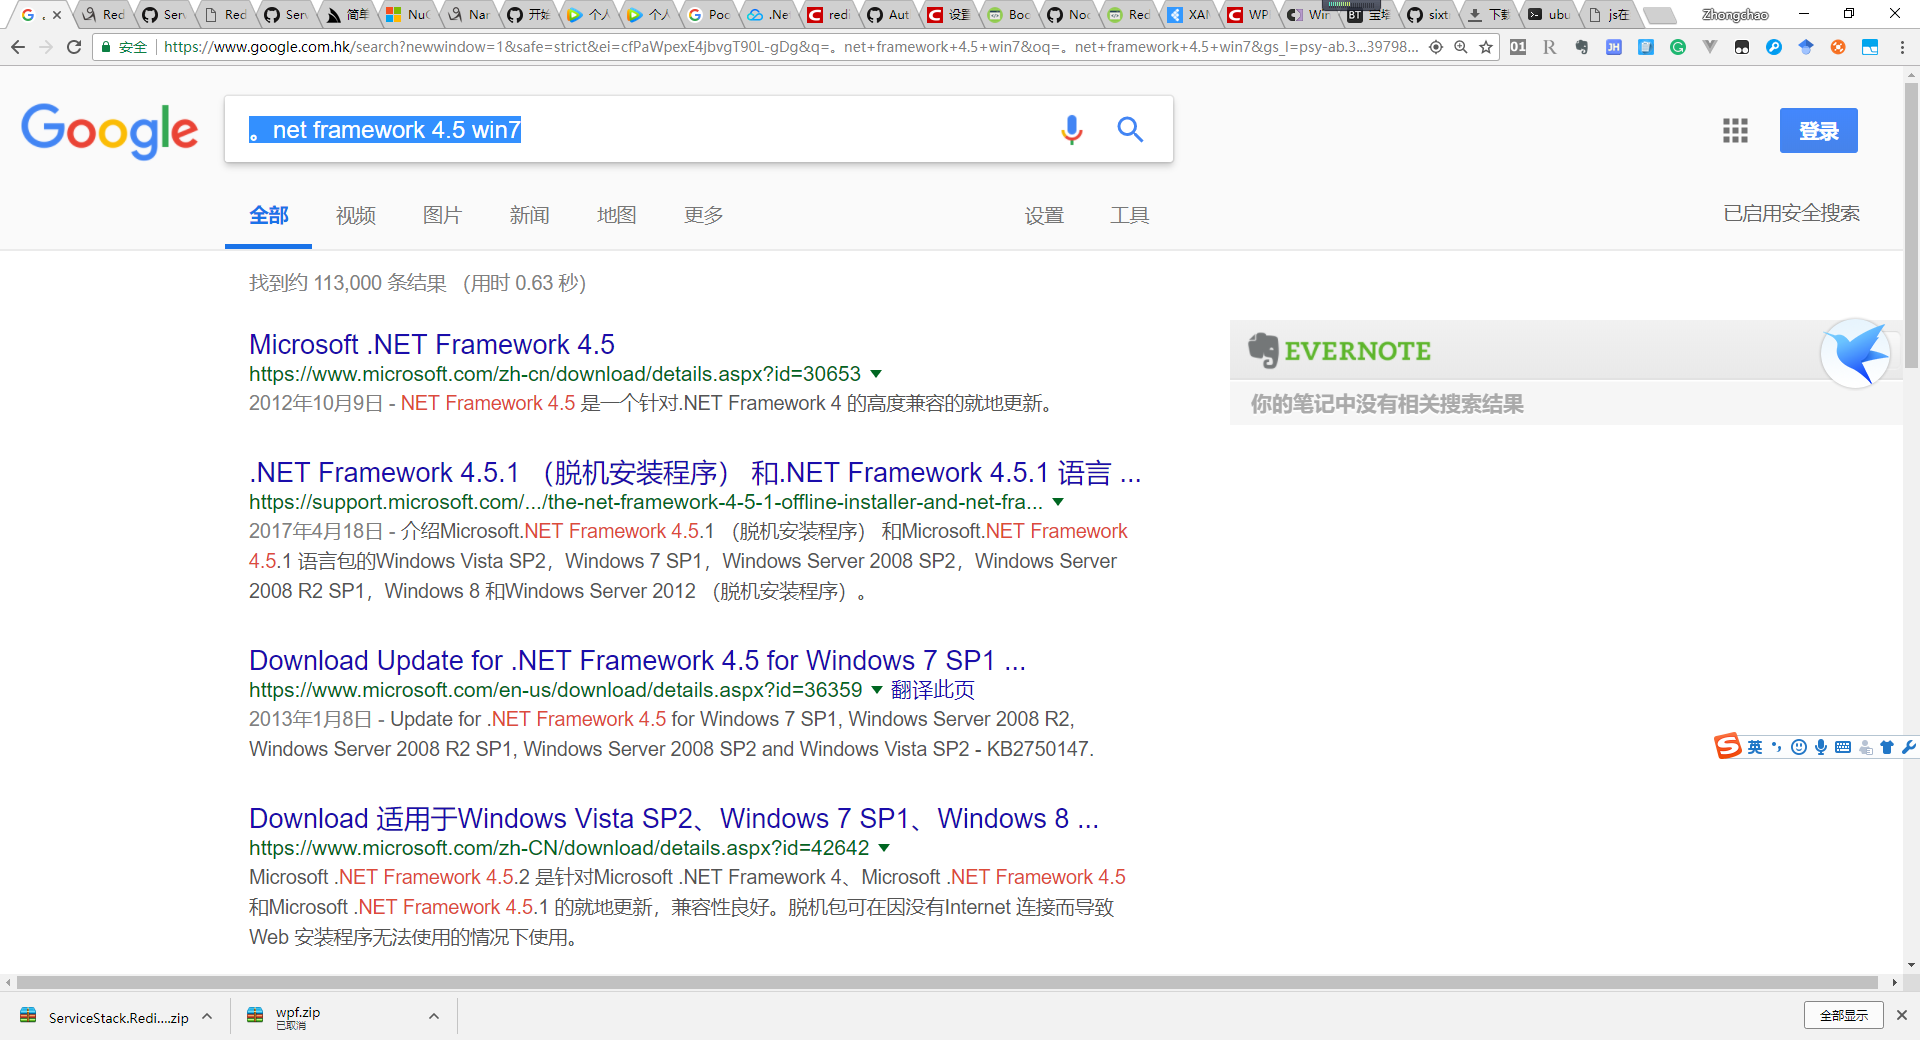 Red
Ser
Red
Ser
简单
NuG
Nar
开始
个人
个人
Poc
.Ne
redi
Aut
设置
Boc
Noc
Red
XAM
WPI
Wir
宝塔
sixt
下载
ubu
js在
Zhongchao
安全
https://www.google.com.hk/search?newwindow=1&safe=strict&ei=cfPaWpexE4jbvgT90L-gDg&q=。net+framework+4.5+win7&oq=。net+framework+4.5+win7&gs_l=psy-ab.3...39798...
Google
。net framework 4.5 win7
登录
全部 视频 图片 新闻 地图 更多 设置 工具
已启用安全搜索
找到约 113,000 条结果 （用时 0.63 秒）
Microsoft .NET Framework 4.5
https://www.microsoft.com/zh-cn/download/details.aspx?id=30653
2012年10月9日 - NET Framework 4.5 是一个针对.NET Framework 4 的高度兼容的就地更新。
EVERNOTE
你的笔记中没有相关搜索结果
.NET Framework 4.5.1 （脱机安装程序） 和.NET Framework 4.5.1 语言 ...
https://support.microsoft.com/.../the-net-framework-4-5-1-offline-installer-and-net-fra...
2017年4月18日 - 介绍Microsoft.NET Framework 4.5.1 （脱机安装程序） 和Microsoft.NET Framework
4.5.1 语言包的Windows Vista SP2，Windows 7 SP1，Windows Server 2008 SP2，Windows Server
2008 R2 SP1，Windows 8 和Windows Server 2012 （脱机安装程序）。
Download Update for .NET Framework 4.5 for Windows 7 SP1 ...
https://www.microsoft.com/en-us/download/details.aspx?id=36359 翻译此页
2013年1月8日 - Update for .NET Framework 4.5 for Windows 7 SP1, Windows Server 2008 R2,
Windows Server 2008 R2 SP1, Windows Server 2008 SP2 and Windows Vista SP2 - KB2750147.
英
Download 适用于Windows Vista SP2、Windows 7 SP1、Windows 8 ...
https://www.microsoft.com/zh-CN/download/details.aspx?id=42642
Microsoft .NET Framework 4.5.2 是针对Microsoft .NET Framework 4、Microsoft .NET Framework 4.5
和Microsoft .NET Framework 4.5.1 的就地更新，兼容性良好。脱机包可在因没有Internet 连接而导致
Web 安装程序无法使用的情况下使用。
ServiceStack.Redi....zip
wpf.zip
已取消
全部显示